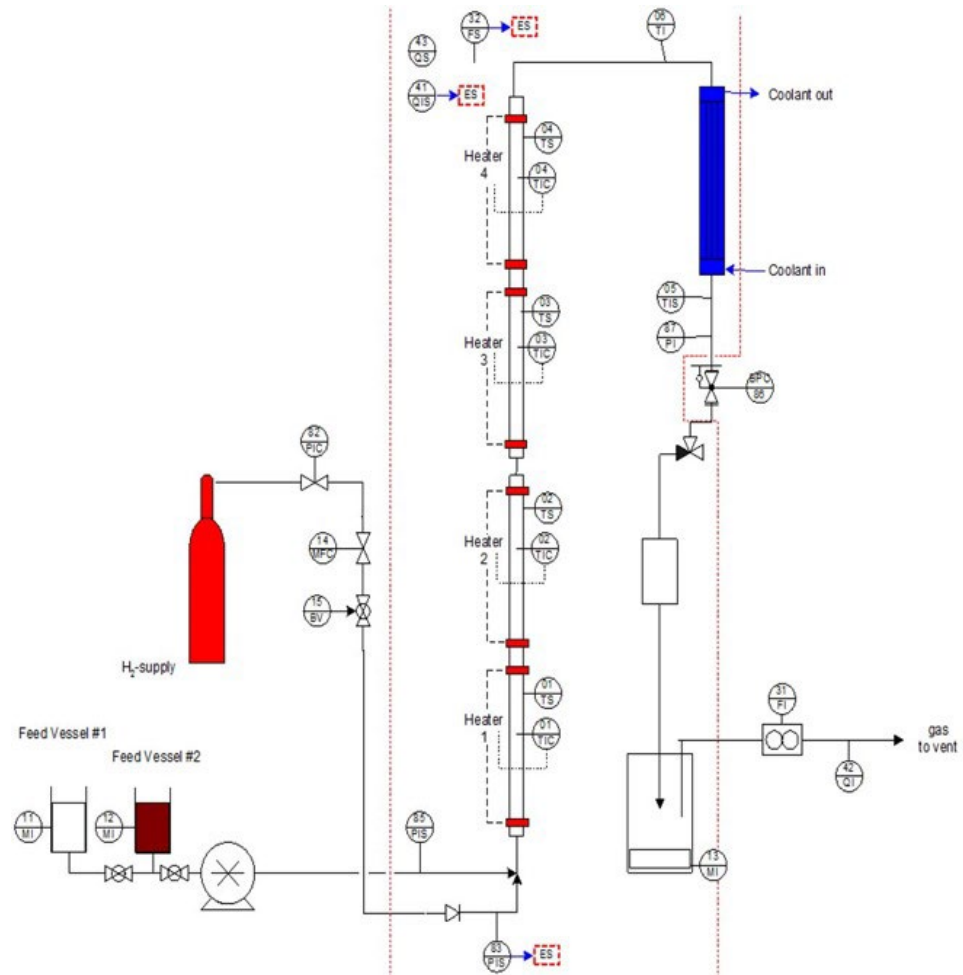 32
FS
ES
43
QS
41
QIS
ES
06
TI
Coolant out
04
TS
Heater
4
04
TIC
Coolant in
05
TIS
03
TS
Heater
3
03
TIC
87
PI
86
82
PIC
02
TS
14
MFC
Heater
2
02
TIC
15
BV
H2-supply
01
TS
31
FI
Feed Vessel #1
Heater
1
01
TIC
gas
to vent
Feed Vessel #2
42
QI
11
MI
12
MI
85
PIS
13
MI
83
PIS
ES